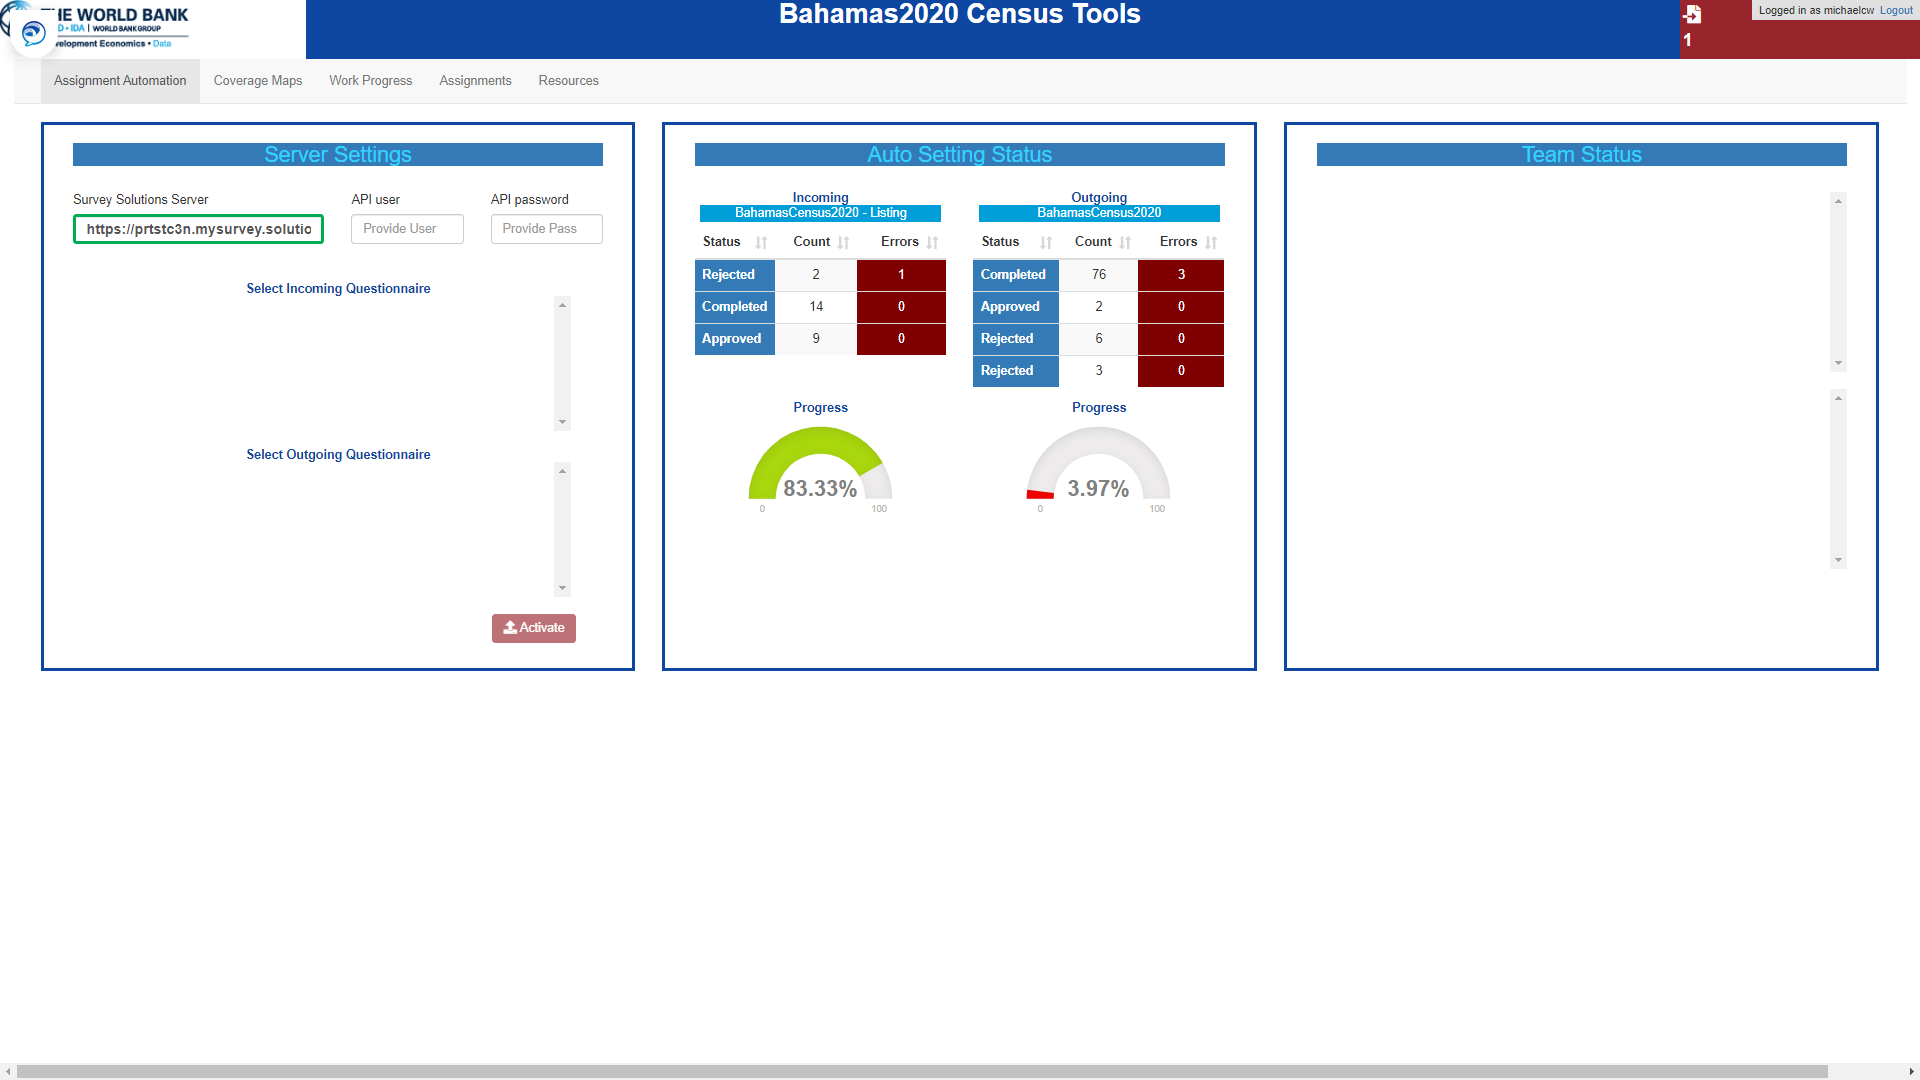 THE WORLD BANK
D • IDA | WORLD BANK GROUP
velopment Economics • Data
Bahamas2020 Census Tools
1
Logged in as michaelcw Logout
Assignment Automation Coverage Maps Work Progress Assignments Resources
Server Settings
Survey Solutions Server API user API password
https://prtstc3n.mysurvey.solutio Provide User Provide Pass
Select Incoming Questionnaire
Select Outgoing Questionnaire
Activate
Auto Setting Status
Incoming
BahamasCensus2020 - Listing
Status Count Errors
Rejected 2 1
Completed 14 0
Approved 9 0
Progress
83.33%
0 100
Outgoing
BahamasCensus2020
Status Count Errors
Completed 76 3
Approved 2 0
Rejected 6 0
Rejected 3 0
Progress
3.97%
0 100
Team Status